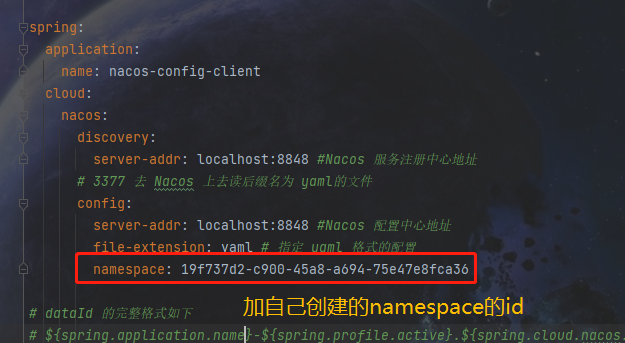 spring:
application:
name: nacos-config-client
cloud:
nacos:
discovery:
server-addr: localhost:8848 #Nacos 服务注册中心地址
# 3377 去 Nacos 上去读后缀名为 yaml的文件
config:
server-addr: localhost:8848 #Nacos 配置中心地址
file-extension: yaml # 指定 yaml 格式的配置
namespace: 19f737d2-c900-45a8-a694-75e47e8fca36
加自己创建的namespace的id
# dataId 的完整格式如下
# ${spring.application.name}-${spring.profile.active}.${spring.cloud.nacos.